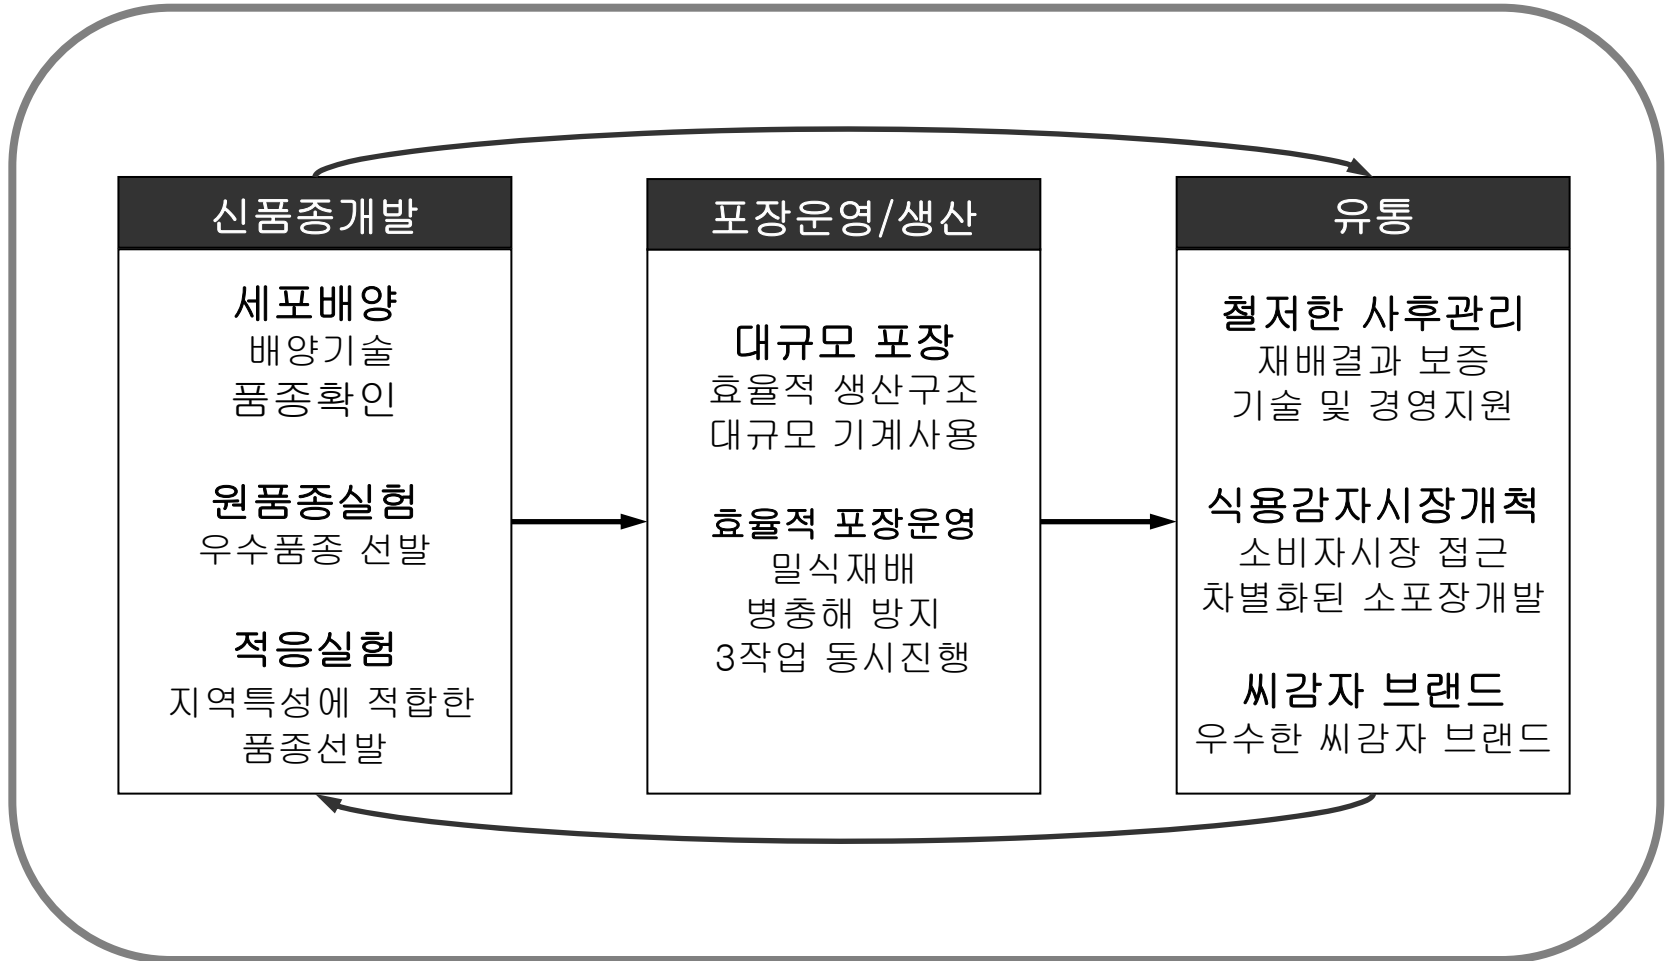 신품종개발
세포배양
배양기술
품종확인
원품종실험
우수품종 선발
적응실험
지역특성에 적합한
품종선발
포장운영/생산
대규모 포장
효율적 생산구조
대규모 기계사용
효율적 포장운영
밀식재배
병충해 방지
3작업 동시진행
유통
철저한 사후관리
재배결과 보증
기술 및 경영지원
식용감자시장개척
소비자시장 접근
차별화된 소포장개발
씨감자 브랜드
우수한 씨감자 브랜드